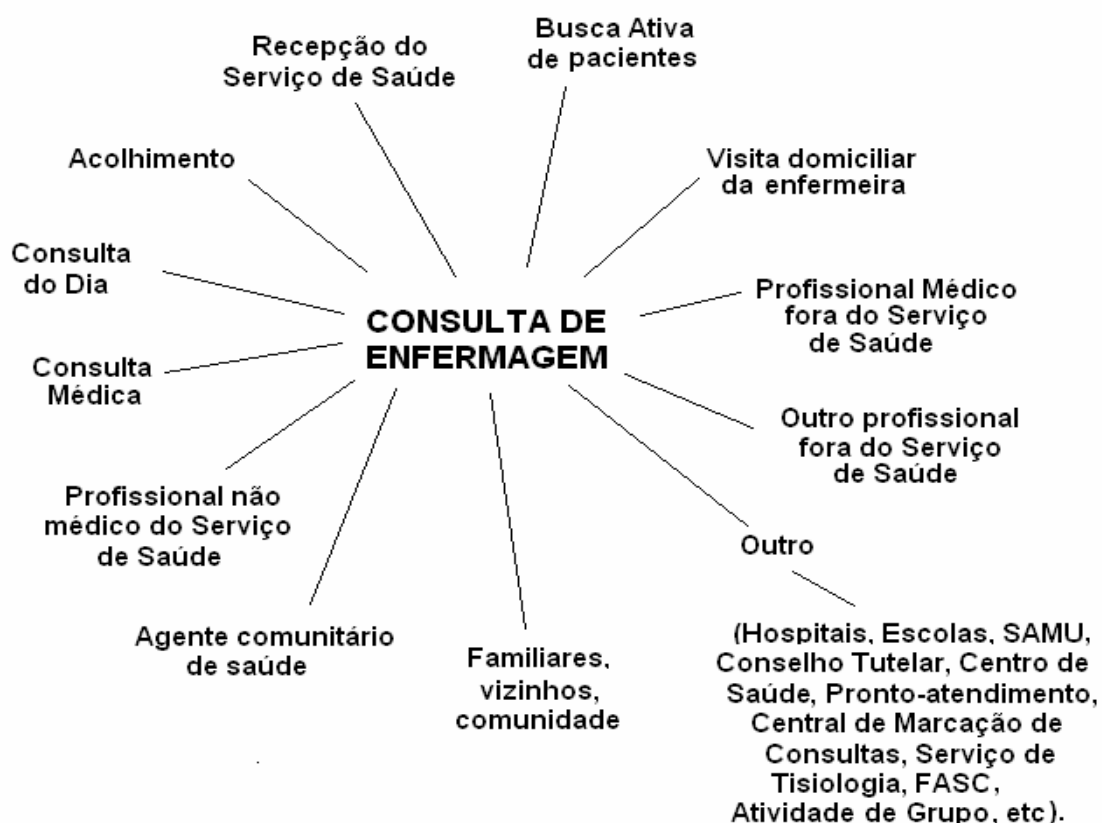 Recepção do
Serviço de Saúde
Busca Ativa
de pacientes
Acolhimento
Visita domiciliar
da enfermeira
Consulta
do Dia
Profissional Médico
fora do Serviço
de Saúde
CONSULTA DE
ENFERMAGEM
Consulta
Médica
Outro profissional
fora do Serviço
de Saúde
Profissional não
médico do Serviço
de Saúde
Outro
Agente comunitário
de saúde
Familiares,
vizinhos,
comunidade
(Hospitais, Escolas, SAMU,
Conselho Tutelar, Centro de
Saúde, Pronto-atendimento,
Central de Marcação de
Consultas, Serviço de
Tisiologia, FASC,
Atividade de Grupo, etc).